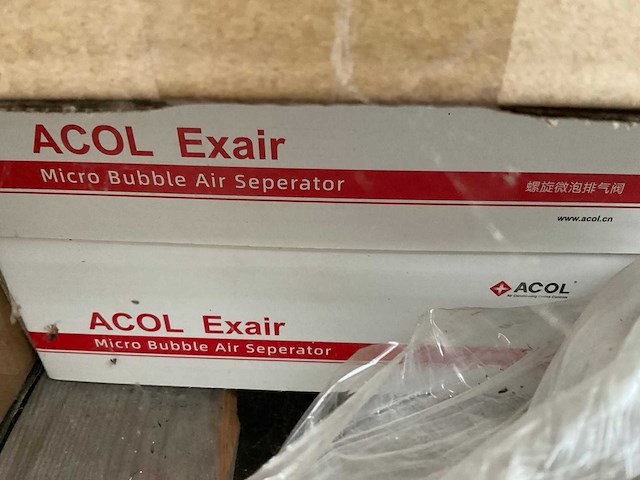 ACOL Exair
Micro Bubble Air Seperator
螺旋微泡排气阀
www.acol.cn
ACOL
ACOL Exair
Micro Bubble Air Seperator